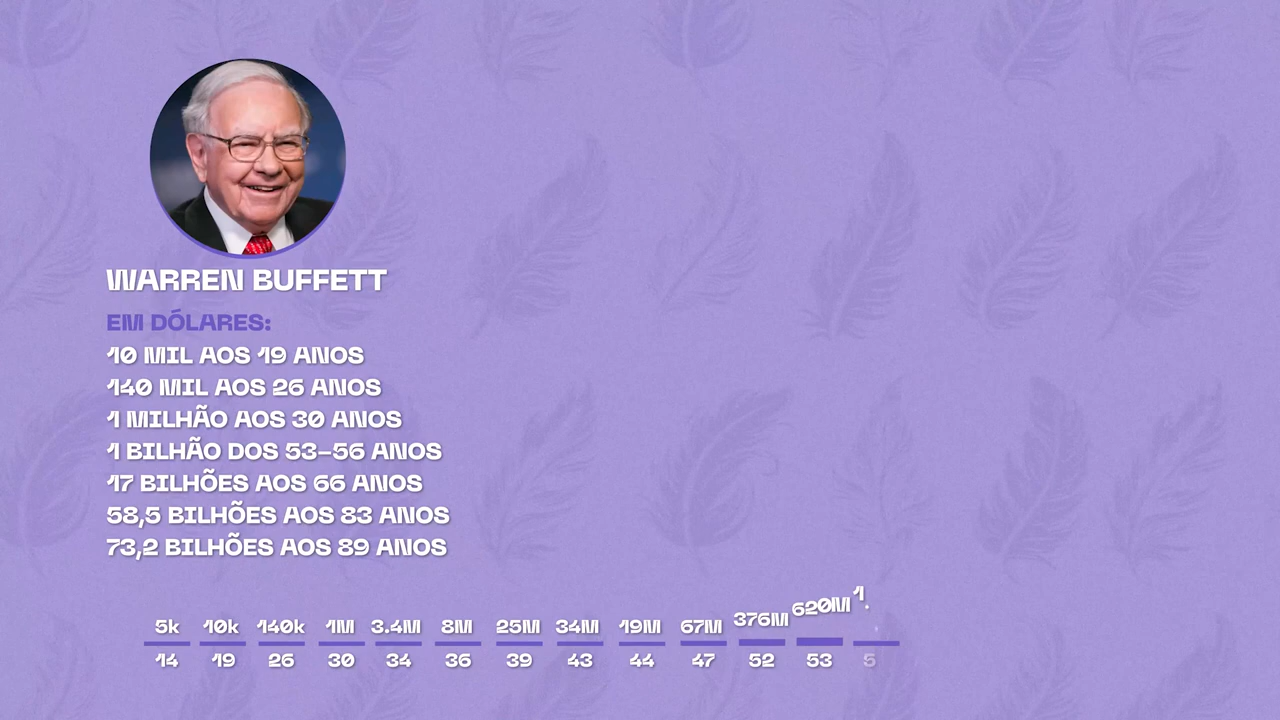 WARREN BUFFETT
EM DÓLARES:
10 MIL AOS 19 ANOS
140 MIL AOS 26 ANOS
1 MILHÃO AOS 30 ANOS
1 BILHÃO DOS 53–56 ANOS
17 BILHÕES AOS 66 ANOS
58,5 BILHÕES AOS 83 ANOS
73,2 BILHÕES AOS 89 ANOS
5k 10k 140k 1M 3.4M 8M 25M 34M 19M 67M 376M 620M 1.
14 19 26 30 34 36 39 43 44 47 52 53 5